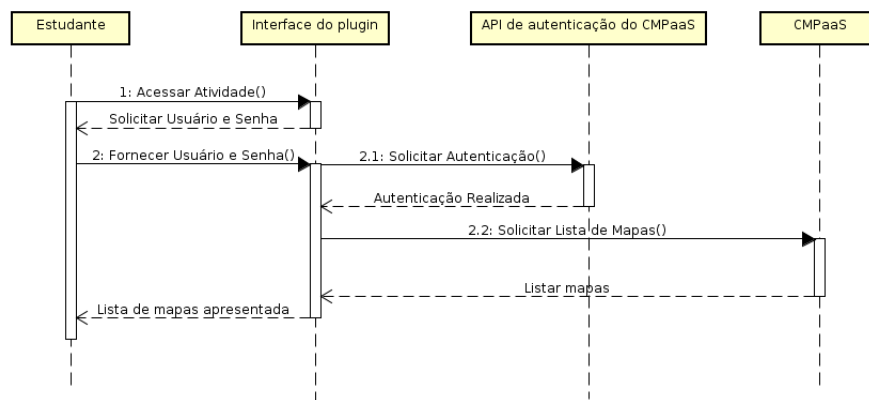 Estudante
Interface do plugin
API de autenticação do CMPaaS
CMPaaS
1: Acessar Atividade()
Solicitar Usuário e Senha
2: Fornecer Usuário e Senha()
2.1: Solicitar Autenticação()
Autenticação Realizada
2.2: Solicitar Lista de Mapas()
Listar mapas
Lista de mapas apresentada